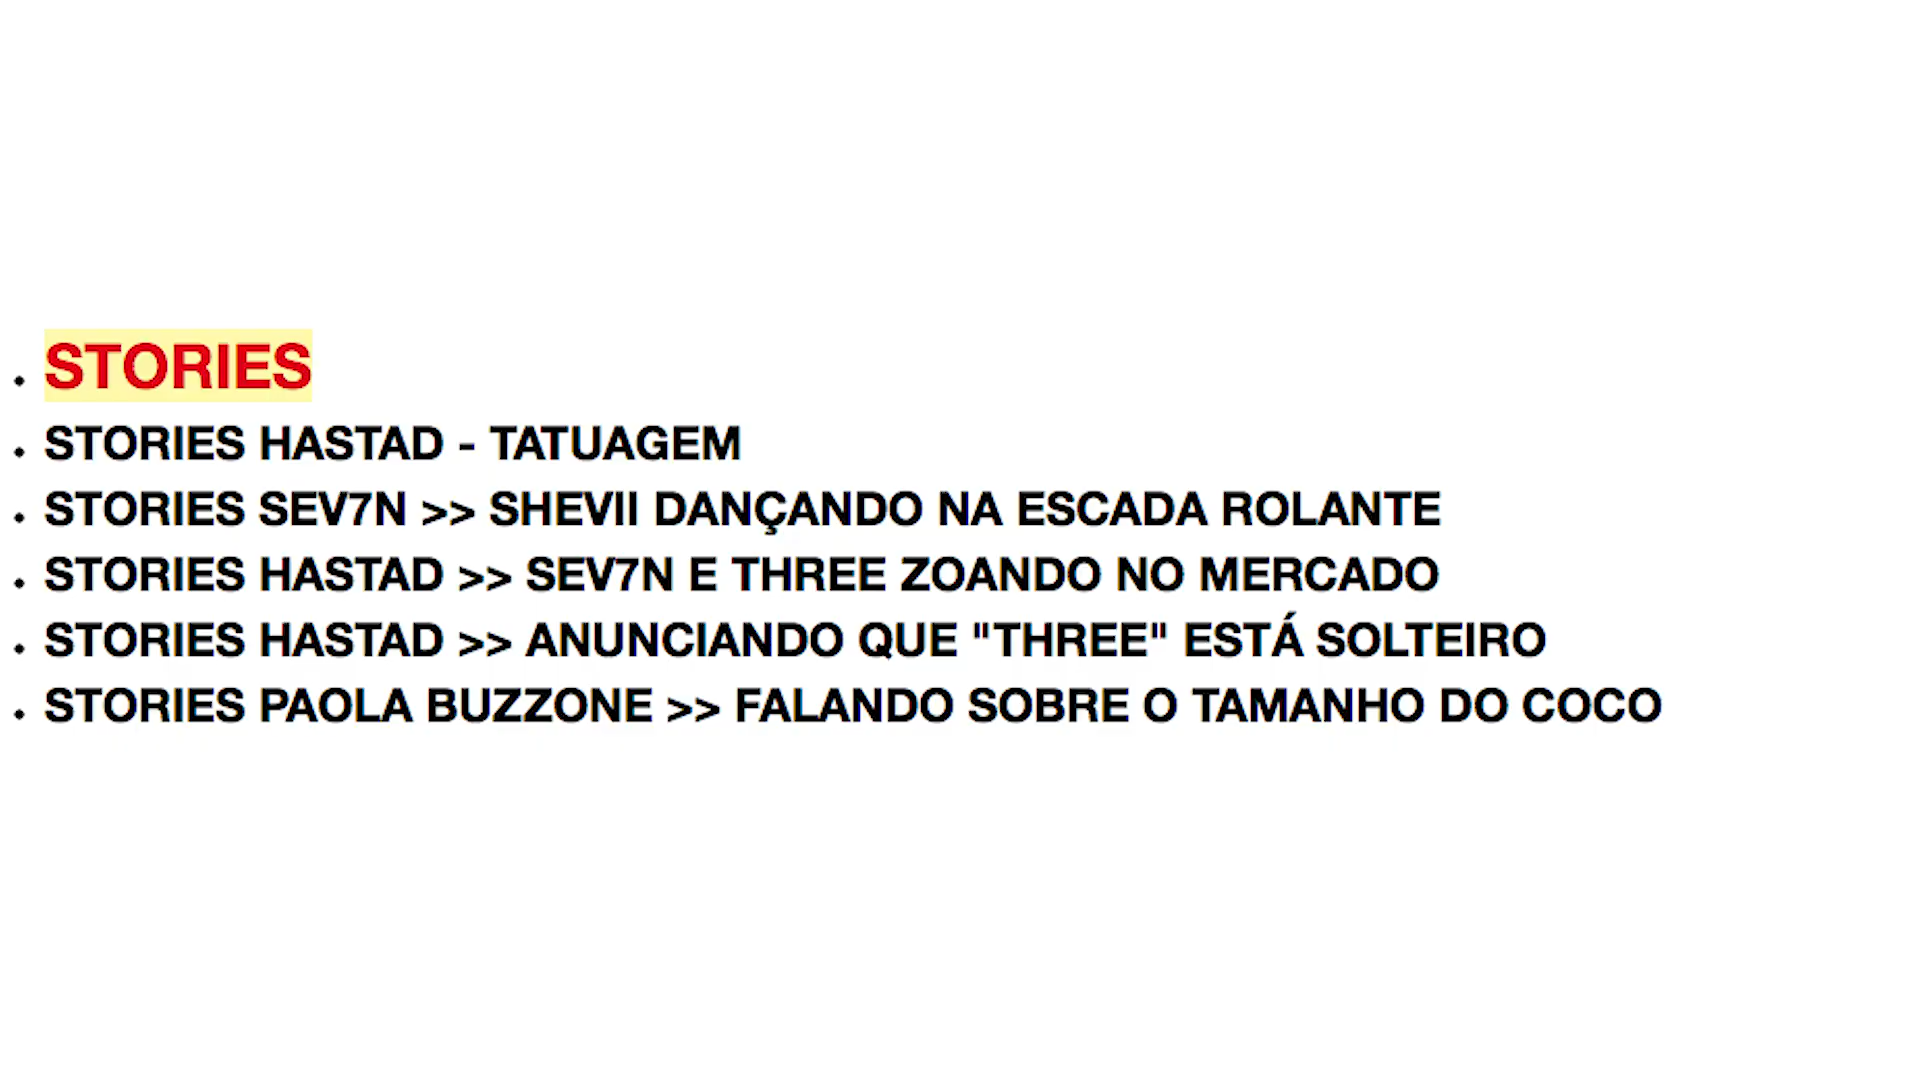 • STORIES
• STORIES HASTAD - TATUAGEM
• STORIES SEV7N >> SHEVII DANÇANDO NA ESCADA ROLANTE
• STORIES HASTAD >> SEV7N E THREE ZOANDO NO MERCADO
• STORIES HASTAD >> ANUNCIANDO QUE "THREE" ESTÁ SOLTEIRO
• STORIES PAOLA BUZZONE >> FALANDO SOBRE O TAMANHO DO COCO